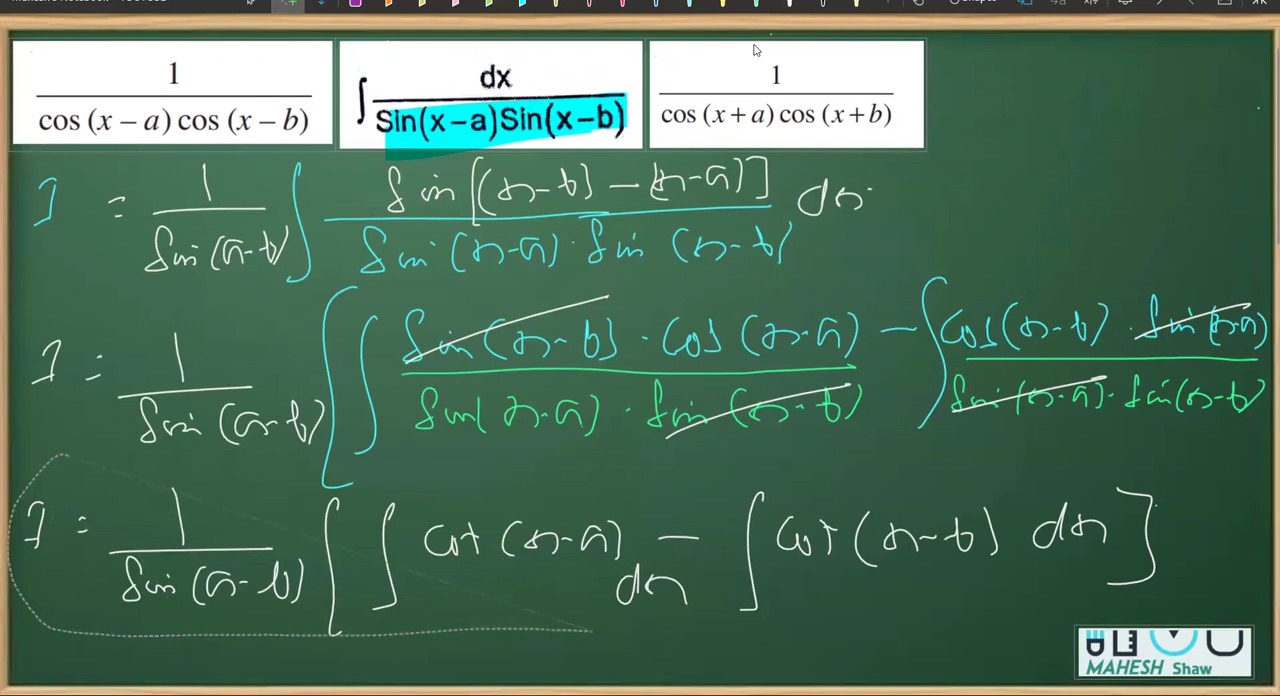 1 / cos (x − a) cos (x − b)
∫ dx / Sin(x−a)Sin(x−b)
1 / cos (x + a) cos (x + b)
I = 1/Sin(a-b) ∫ Sin[(x-b) - (x-a)] / Sin(x-a) · Sin(x-b) dx
I = 1/Sin(a-b) [∫ Sin(x-b) · Cos(x-a) / Sin(x-a) · Sin(x-b) - ∫ Cos(x-b) · Sin(x-a) / Sin(x-a) · Sin(x-b)
I = 1/Sin(a-b) [∫ Cot(x-a) dx - ∫ Cot(x-b) dx]
MAHESH Shaw